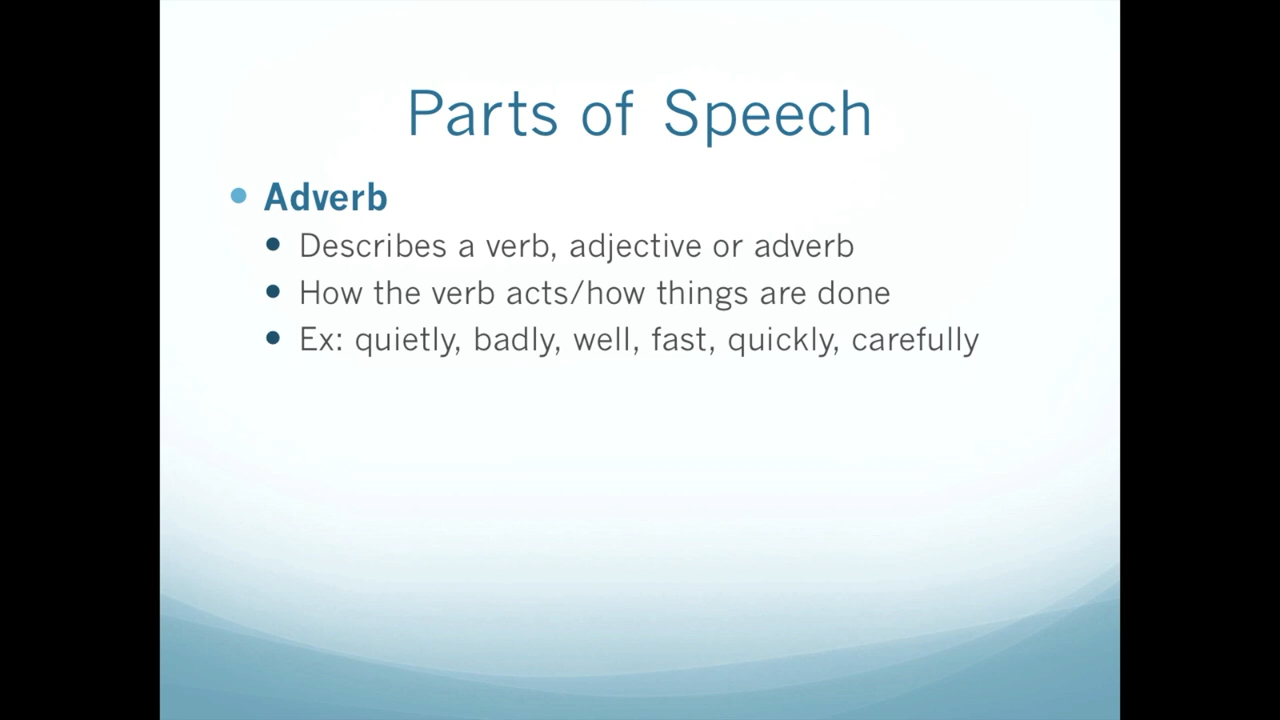 Parts of Speech
Adverb
Describes a verb, adjective or adverb
How the verb acts/how things are done
Ex: quietly, badly, well, fast, quickly, carefully